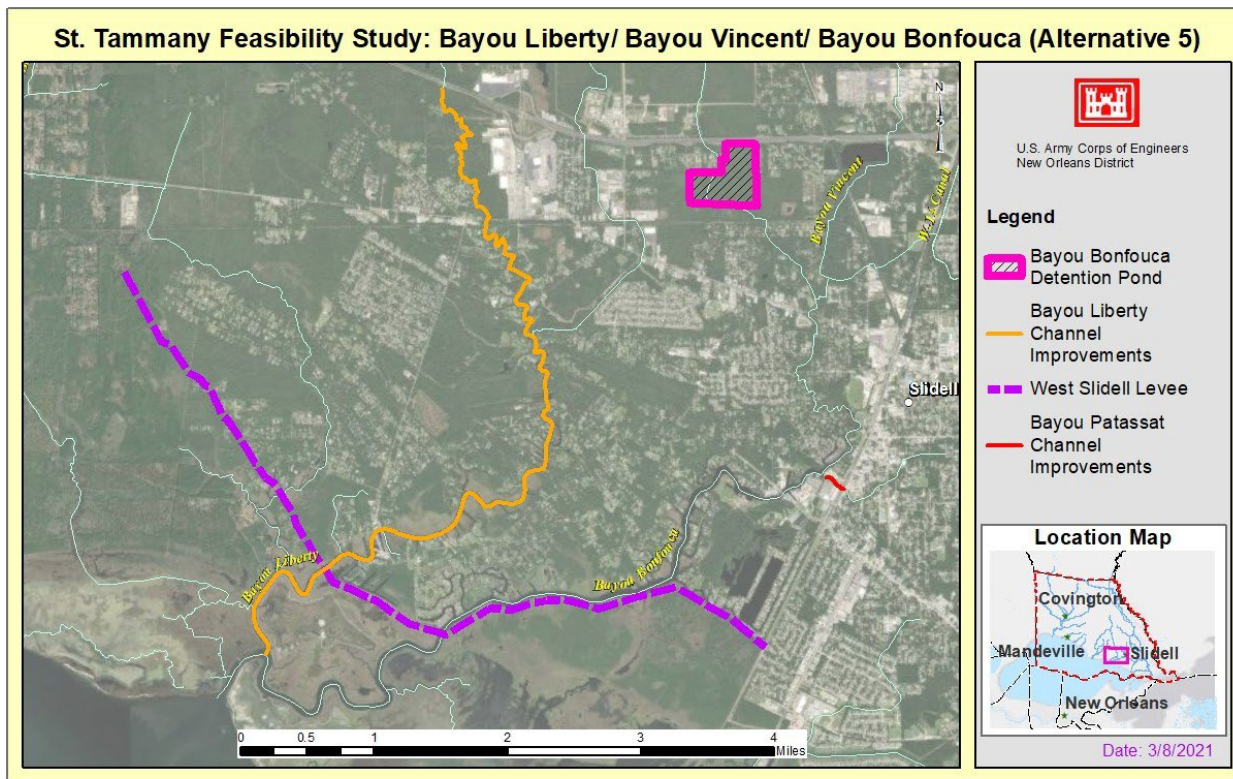 St. Tammany Feasibility Study: Bayou Liberty/ Bayou Vincent/ Bayou Bonfouca (Alternative 5)
N
Bayou Vincent
W-14 Canal
Slidell
Bayou Liberty
Bayou Bonfouca
0 0.5 1 2 3 4
Miles
U.S. Army Corps of Engineers
New Orleans District
Legend
Bayou Bonfouca
Detention Pond
Bayou Liberty
Channel
Improvements
West Slidell Levee
Bayou Patassat
Channel
Improvements
Location Map
Covington
Mandeville
Slidell
New Orleans
Date: 3/8/2021